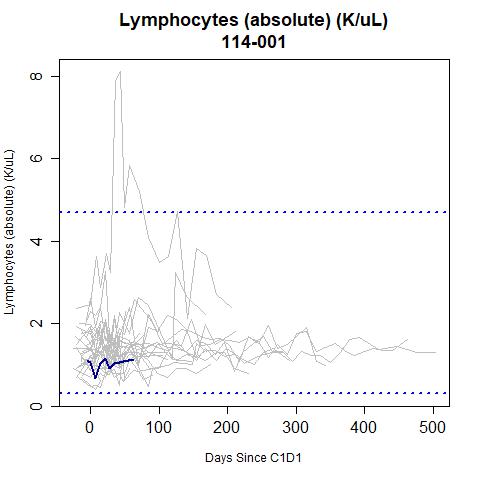 Lymphocytes (absolute) (K/uL)
114-001
Lymphocytes (absolute) (K/uL)
8
6
4
2
0
0 100 200 300 400 500
Days Since C1D1